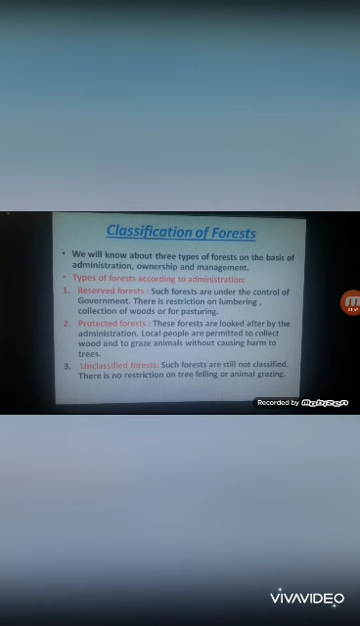 Classification of Forests
• We will know about three types of forests on the basis of
administration, ownership and management.
• Types of forests according to administration:
1. Reserved forests : Such forests are under the control of
Government. There is restriction on lumbering ,
collection of woods or for pasturing.
2. Protected forests : These forests are looked after by the
administration. Local people are permitted to collect
wood and to graze animals without causing harm to
trees.
3. Unclassified forests: Such forests are still not classified.
There is no restriction on tree felling or animal grazing.
Recorded by Mobizen
VIVAVIDEO